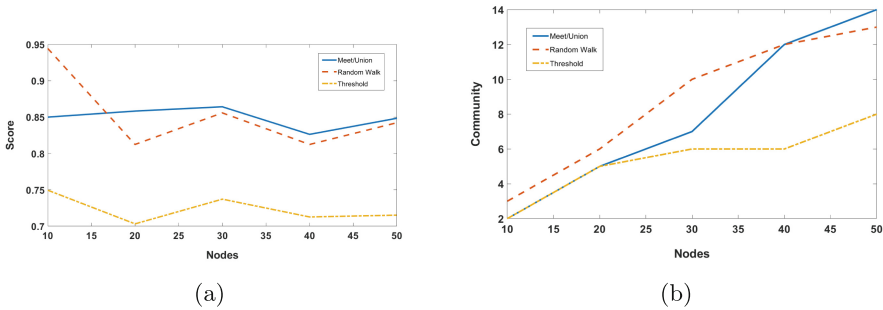 0.95
0.9
0.85
0.8
0.75
0.7
Score
10 15 20 25 30 35 40 45 50
Nodes
Meet/Union
Random Walk
Threshold
(a)
14
12
10
8
6
4
2
Community
10 15 20 25 30 35 40 45 50
Nodes
Meet/Union
Random Walk
Threshold
(b)